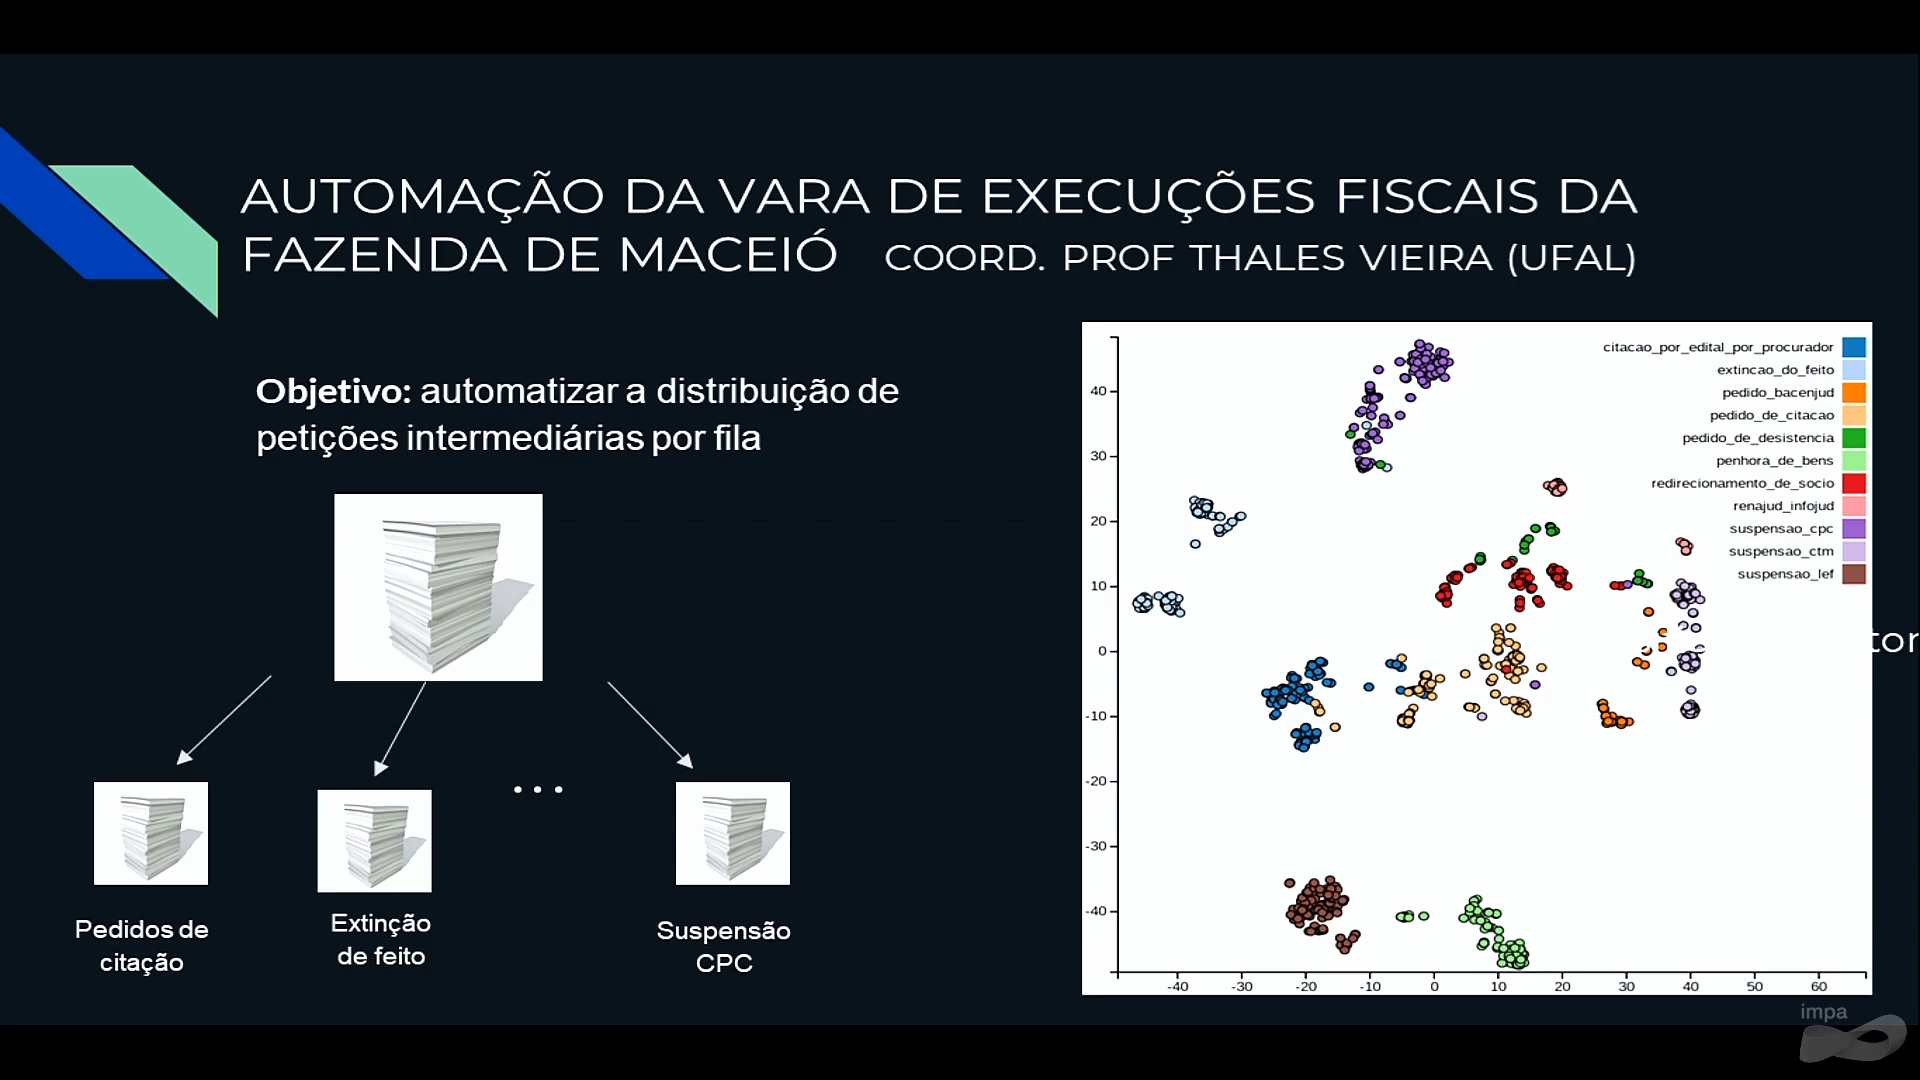 AUTOMAÇÃO DA VARA DE EXECUÇÕES FISCAIS DA
FAZENDA DE MACEIÓ COORD. PROF THALES VIEIRA (UFAL)
Objetivo: automatizar a distribuição de
petições intermediárias por fila
...
Pedidos de
citação
Extinção
de feito
Suspensão
CPC
citacao_por_edital_por_procurador
extincao_do_feito
pedido_bacenjud
pedido_de_citacao
pedido_de_desistencia
penhora_de_bens
redirecionamento_de_socio
renajud_infojud
suspensao_cpc
suspensao_ctm
suspensao_lef
40
30
20
10
0
-10
-20
-30
-40
-40 -30 -20 -10 0 10 20 30 40 50 60
tor
impa